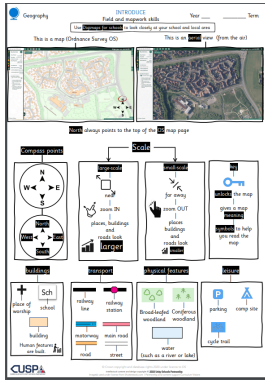 Geography
INTRODUCE
Field and mapwork skills
Year
Term
Use Digimaps for schools to look closely at your school and local area
This is a map (Ordnance Survey OS)
This is an aerial view (from the air)
North always points to the top of the OS map page
Compass points
N
W E
S
North
West East
South
Scale
large-scale
near
zoom IN
places, buildings
and
roads look
larger
small-scale
far away
zoom OUT
places
buildings
and
roads look
smaller
key
unlocks the map
gives a map
meaning
symbols to help
you need the
map
buildings
place of
worship
Sch
school
building
Human features
are built.
transport
railway
line
railway
station
motorway
main road
road
street
physical features
Broad-leafed
woodland
Coniferous
woodland
water
(such as a river or lake)
leisure
P
parking
camp site
cycle trail
CUSP